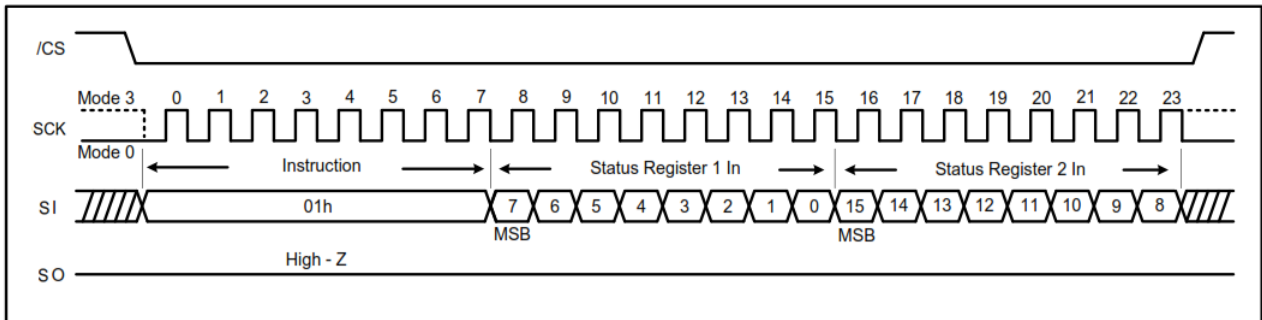 /CS
Mode 3 0 1 2 3 4 5 6 7 8 9 10 11 12 13 14 15 16 17 18 19 20 21 22 23
SCK
Mode 0
Instruction Status Register 1 In Status Register 2 In
SI 01h 7 6 5 4 3 2 1 0 15 14 13 12 11 10 9 8
MSB MSB
High - Z
SO